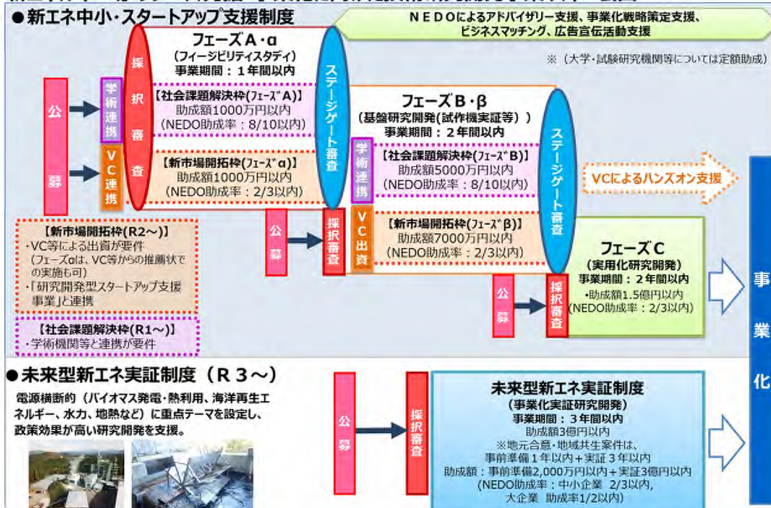 ●新エネ中小・スタートアップ支援制度
NEDOによるアドバイザリー支援、事業化戦略策定支援、
ビジネスマッチング、広告宣伝活動支援
※（大学・試験研究機関等については定額助成）
公募
学術連携
VC連携
採択審査
フェーズA・α
（フィージビリティスタディ）
事業期間：1年間以内
【社会課題解決枠(フェーズA)】
助成額1000万円以内
（NEDO助成率：8/10以内）
【新市場開拓枠(フェーズα)】
助成額1000万円以内
（NEDO助成率：2/3以内）
ステージゲート審査
フェーズB・β
（基盤研究開発(試作機実証等)）
事業期間：2年間以内
学術連携
【社会課題解決枠(フェーズB)】
助成額5000万円以内
（NEDO助成率：8/10以内）
VC出資
【新市場開拓枠(フェーズβ)】
助成額7000万円以内
（NEDO助成率：2/3以内）
公募
採択審査
ステージゲート審査
VCによるハンズオン支援
フェーズC
（実用化研究開発）
事業期間：2年間以内
・助成額1.5億円以内
（NEDO助成率：2/3以内）
公募
採択審査
事業化
【新市場開拓枠(R2～)】
・VC等による出資が要件
（フェーズαは、VC等からの推薦状で
の実施も可）
・「研究開発型スタートアップ支援
事業」と連携
【社会課題解決枠(R1～)】
・学術機関等と連携が要件
●未来型新エネ実証制度（R3～）
電源横断的（バイオマス発電・熱利用、海洋再生エ
ネルギー、水力、地熱など）に重点テーマを設定し、
政策効果が高い研究開発を支援。
公募
採択審査
未来型新エネ実証制度
（事業化実証研究開発）
事業期間：3年間以内
助成額3億円以内
※地元合意・地域共生案件は、
事前準備1年以内＋実証3年以内
助成額：事前準備2,000万円以内＋実証3億円以内
（NEDO助成率：中小企業 2/3以内,
大企業 助成率1/2以内）